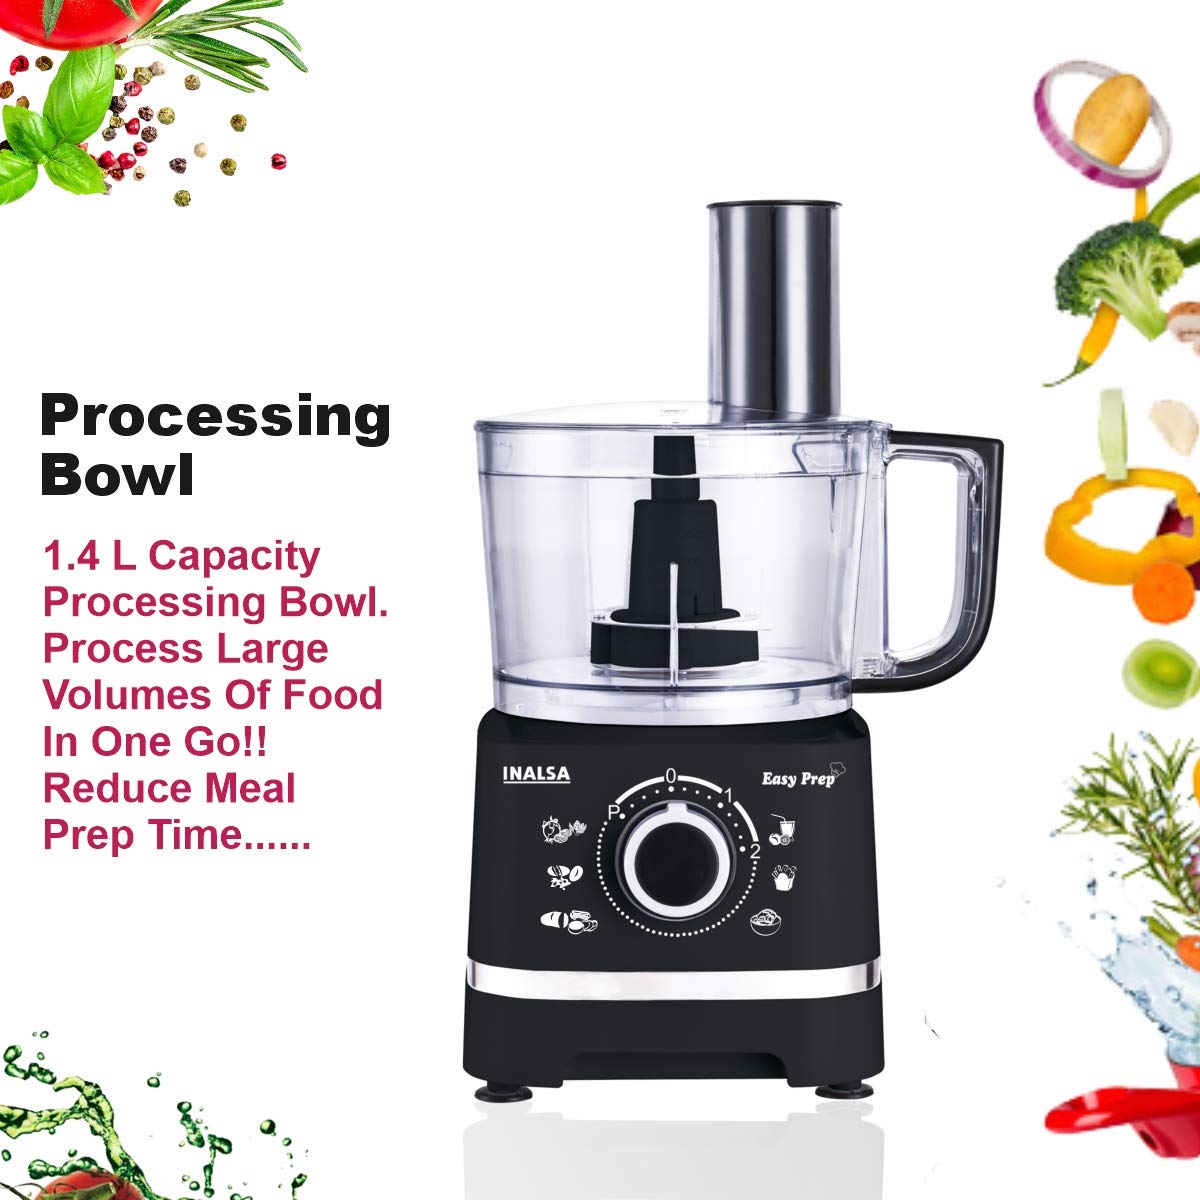 Processing
Bowl
1.4 L Capacity
Processing Bowl.
Process Large
Volumes Of Food
In One Go!!
Reduce Meal
Prep Time......
INALSA
Easy Prep
P
0
1
2